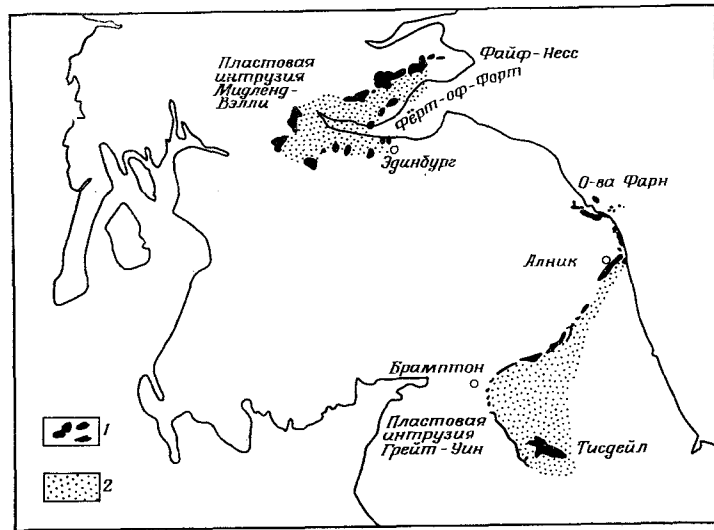 Пластовая
интрузия
Мидленд-
Вэлли
Файф-Несс
Фёрт-оф-Форт
Эдинбург
О-ва Фарн
Алник
Брамптон
Пластовая
интрузия
Грейт-Уин
Тисдейл
1
2